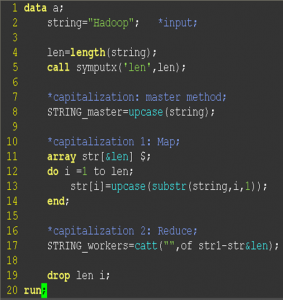 1 data a;
2 string="Hadoop"; *input;
3
4 len=length(string);
5 call symputx('len',len);
6
7 *capitalization: master method;
8 STRING_master=upcase(string);
9
10 *capitalization 1: Map;
11 array str[&len] $;
12 do i =1 to len;
13 str[i]=upcase(substr(string,i,1));
14 end;
15
16 *capitalization 2: Reduce;
17 STRING_workers=catt("",of str1-str&len);
18
19 drop len i;
20 run;